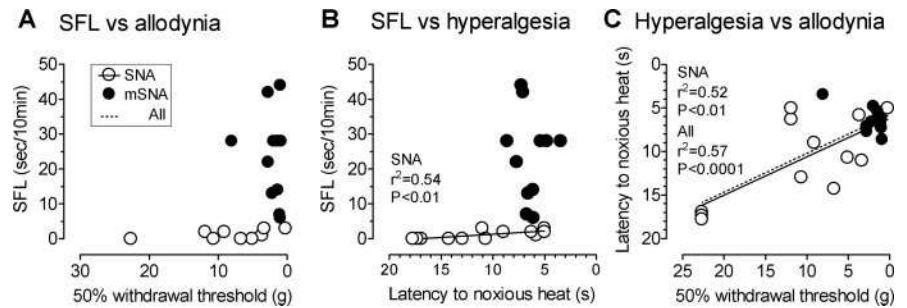 A SFL vs allodynia
SFL (sec/10min)
50
40
30
20
10
0
SNA
mSNA
All
30 20 10 0
50% withdrawal threshold (g)
B SFL vs hyperalgesia
SFL (sec/10min)
50
40
30
20
10
0
SNA
r²=0.54
P<0.01
20 15 10 5 0
Latency to noxious heat (s)
C Hyperalgesia vs allodynia
Latency to noxious heat (s)
0
5
10
15
20
SNA
r²=0.52
P<0.01
All
r²=0.57
P<0.0001
25 20 15 10 5 0
50% withdrawal threshold (g)